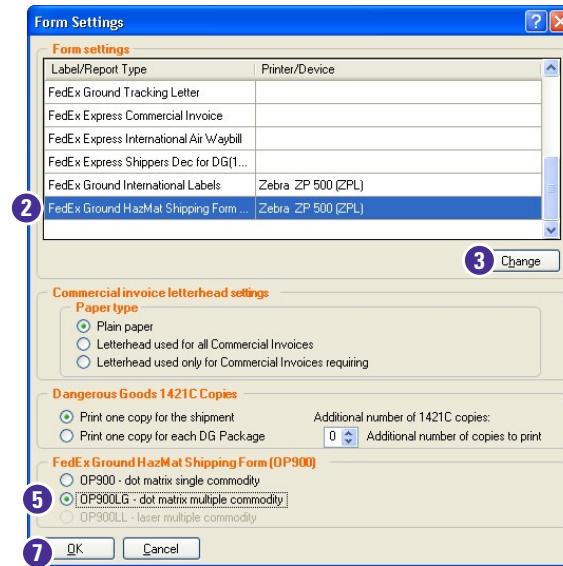 Form Settings
Form settings
Label/Report Type Printer/Device
FedEx Ground Tracking Letter
FedEx Express Commercial Invoice
FedEx Express International Air Waybill
FedEx Express Shippers Dec for DG(1...
FedEx Ground International Labels Zebra ZP 500 (ZPL)
2 FedEx Ground HazMat Shipping Form ... Zebra ZP 500 (ZPL)
3 Change
Commercial invoice letterhead settings
Paper type
Plain paper
Letterhead used for all Commercial Invoices
Letterhead used only for Commercial Invoices requiring
Dangerous Goods 1421C Copies
Print one copy for the shipment Additional number of 1421C copies:
Print one copy for each DG Package 0 Additional number of copies to print
FedEx Ground HazMat Shipping Form (OP900)
OP900 - dot matrix single commodity
5 OP900LG - dot matrix multiple commodity
OP900LL - laser multiple commodity
7 OK Cancel